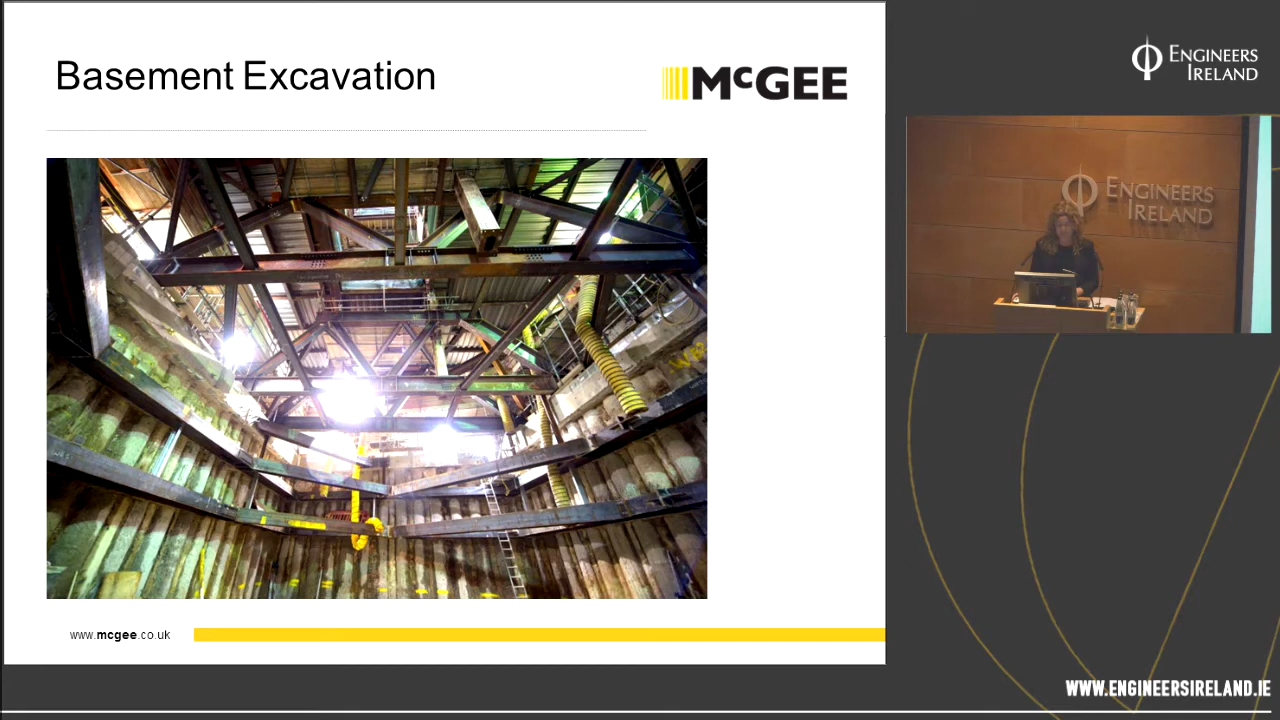 Basement Excavation
McGEE
www.mcgee.co.uk
ENGINEERS
IRELAND
ENGINEERS
IRELAND
WWW.ENGINEERSIRELAND.IE